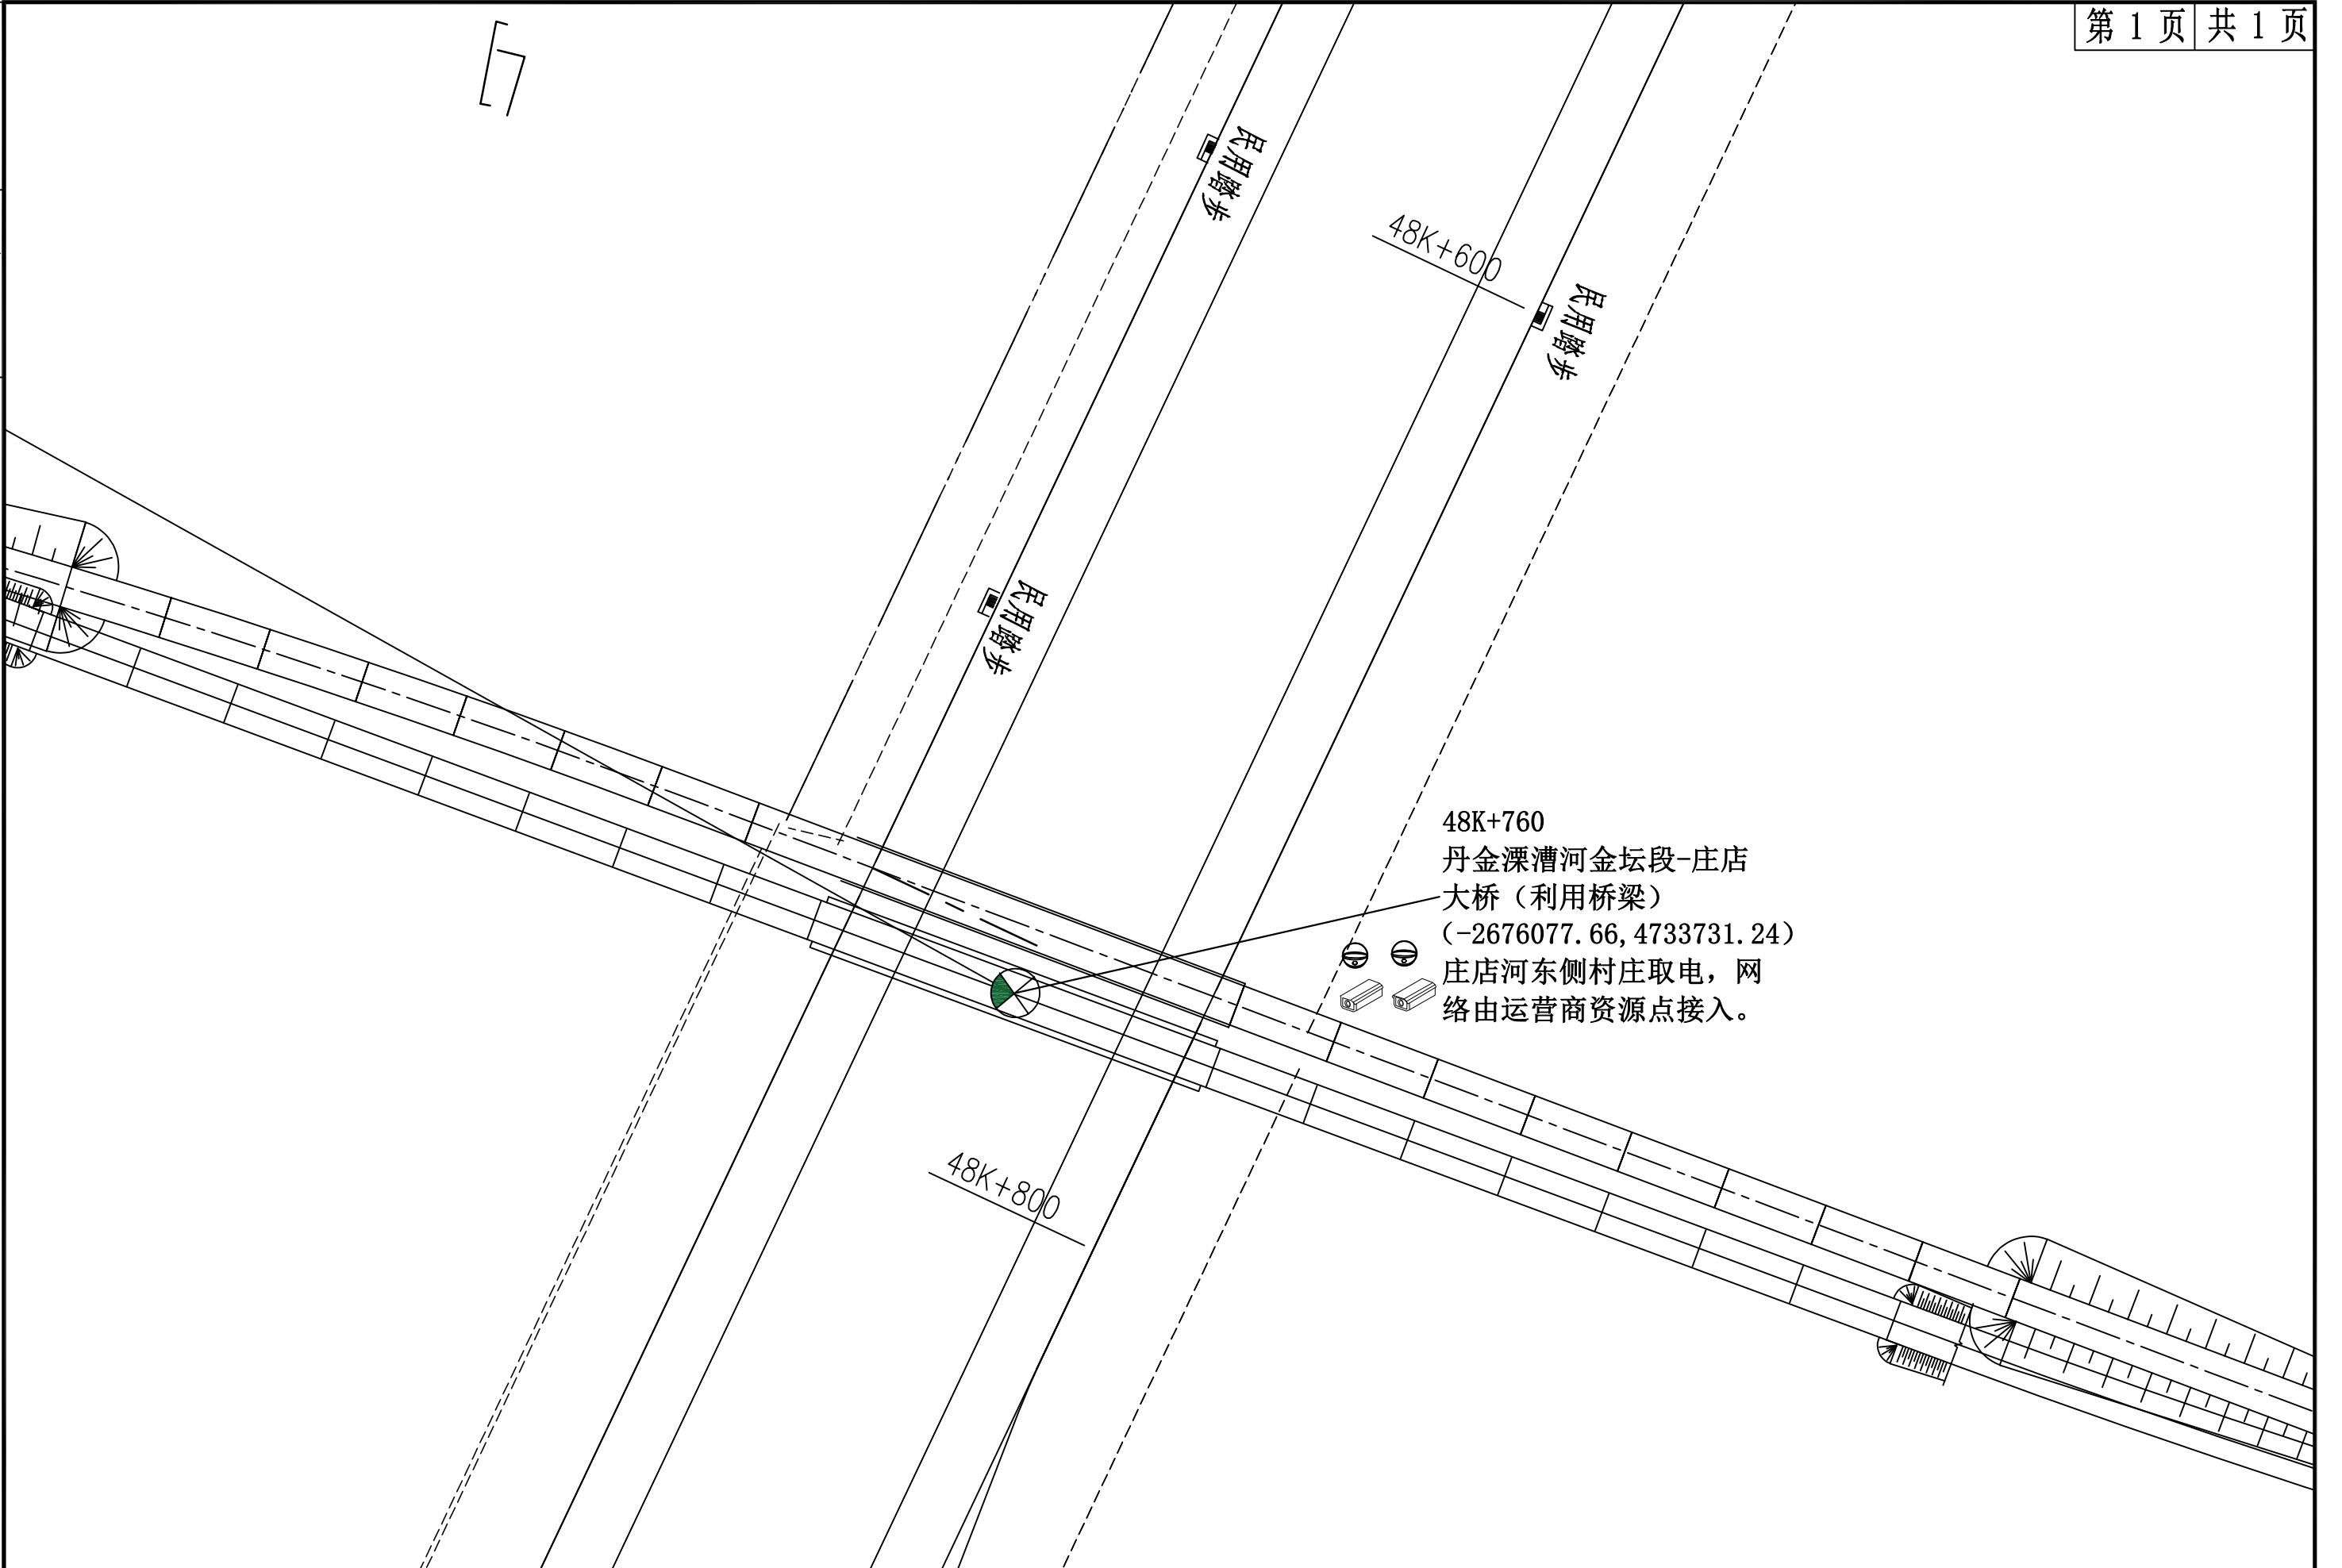 第 1 页 共 1 页
民用踏步
48K+600
民用踏步
民用踏步
48K+760
丹金溧漕河金坛段-庄店
大桥（利用桥梁）
(-2676077.66,4733731.24)
庄店河东侧村庄取电，网
络由运营商资源点接入。
48K+800